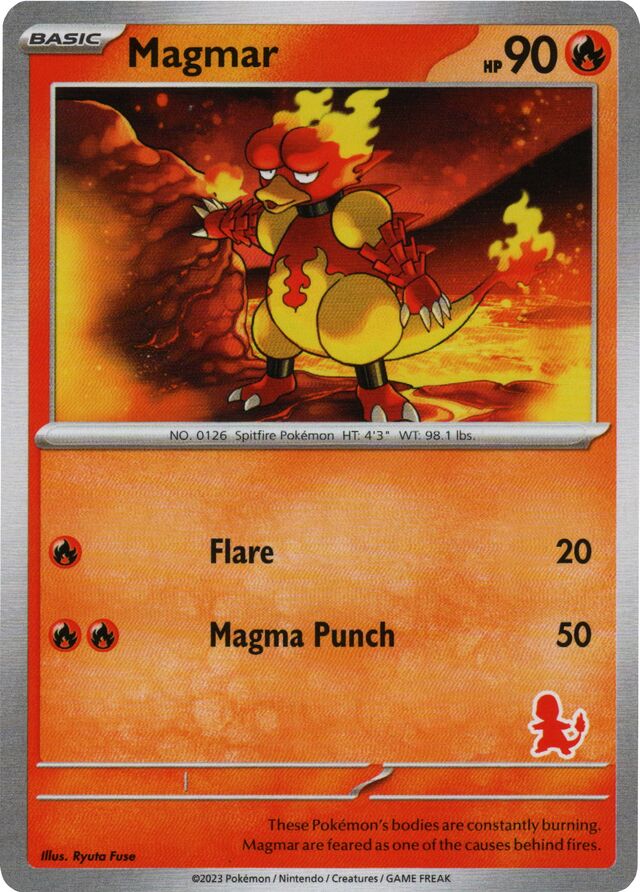 BASIC
Magmar
HP 90
NO. 0126 Spitfire Pokémon HT: 4'3" WT: 98.1 lbs.
Flare 20
Magma Punch 50
These Pokémon's bodies are constantly burning.
Magmar are feared as one of the causes behind fires.
Illus. Ryuta Fuse
©2023 Pokémon / Nintendo / Creatures / GAME FREAK